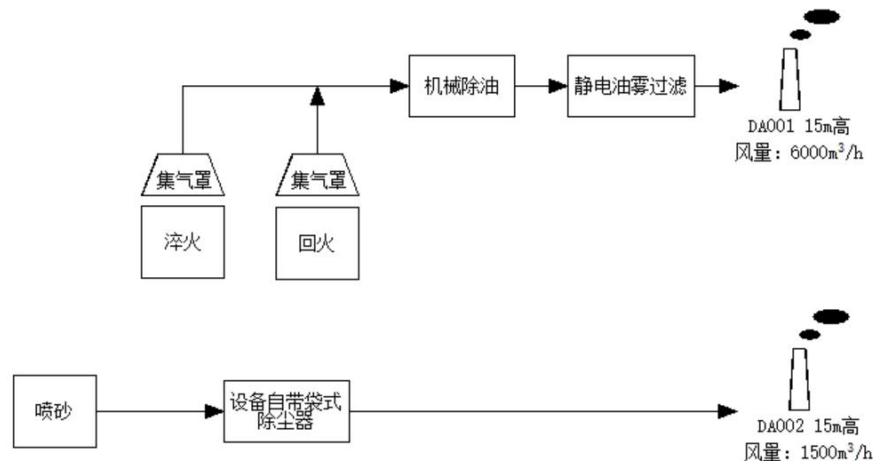 机械除油
静电油雾过滤
DA001 15m高
风量：6000m³/h
集气罩
集气罩
淬火
回火
喷砂
设备自带袋式
除尘器
DA002 15m高
风量：1500m³/h